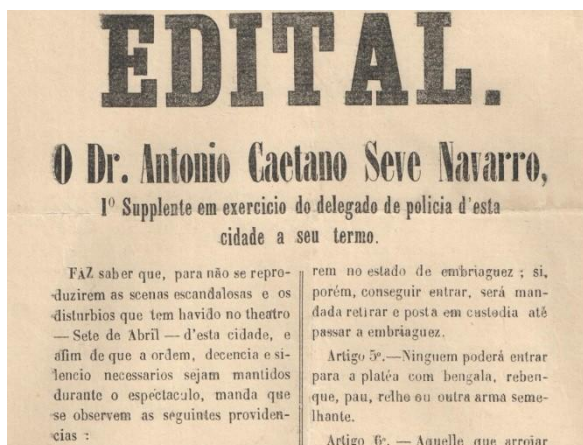 EDITAL.
O Dr. Antonio Caetano Seve Navarro,
1º Supplente em exercicio do delegado de policia d'esta
cidade a seu termo.
FAZ saber que, para não se repro-
duzirem as scenas escandalosas e os
disturbios que tem havido no theatro
— Sete de Abril — d'esta cidade, e
afim de que a ordem, decencia e si-
lencio necessarios sejam mantidos
durante o espectaculo, manda que
se observem as seguintes providen-
cias :
rem no estado de embriaguez ; si,
porém, conseguir entrar, será man-
dada retirar e posta em custodia até
passar a embriaguez.
Artigo 5º.—Ninguem poderá entrar
para a platéa com bengala, reben-
que, pau, relho ou outra arma seme-
lhante.
Artigo 6º. — Aquelle que arrojar